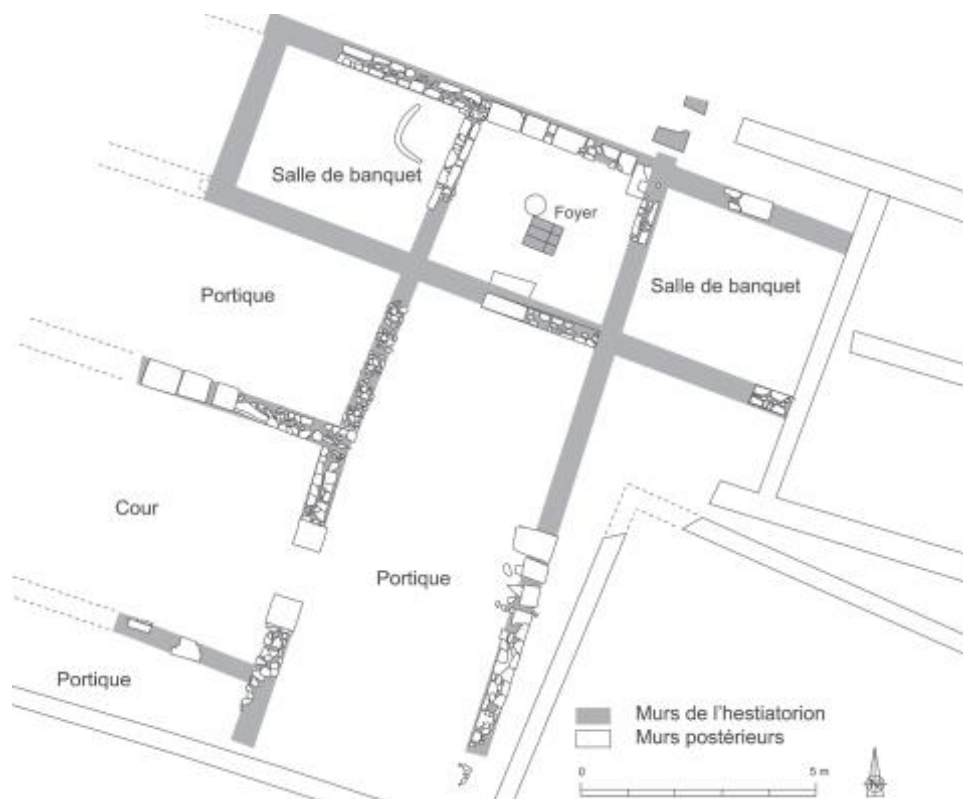 Salle de banquet
Foyer
Salle de banquet
Portique
Cour
Portique
Portique
Murs de l'hestiatorion
Murs postérieurs
0 5 m
N